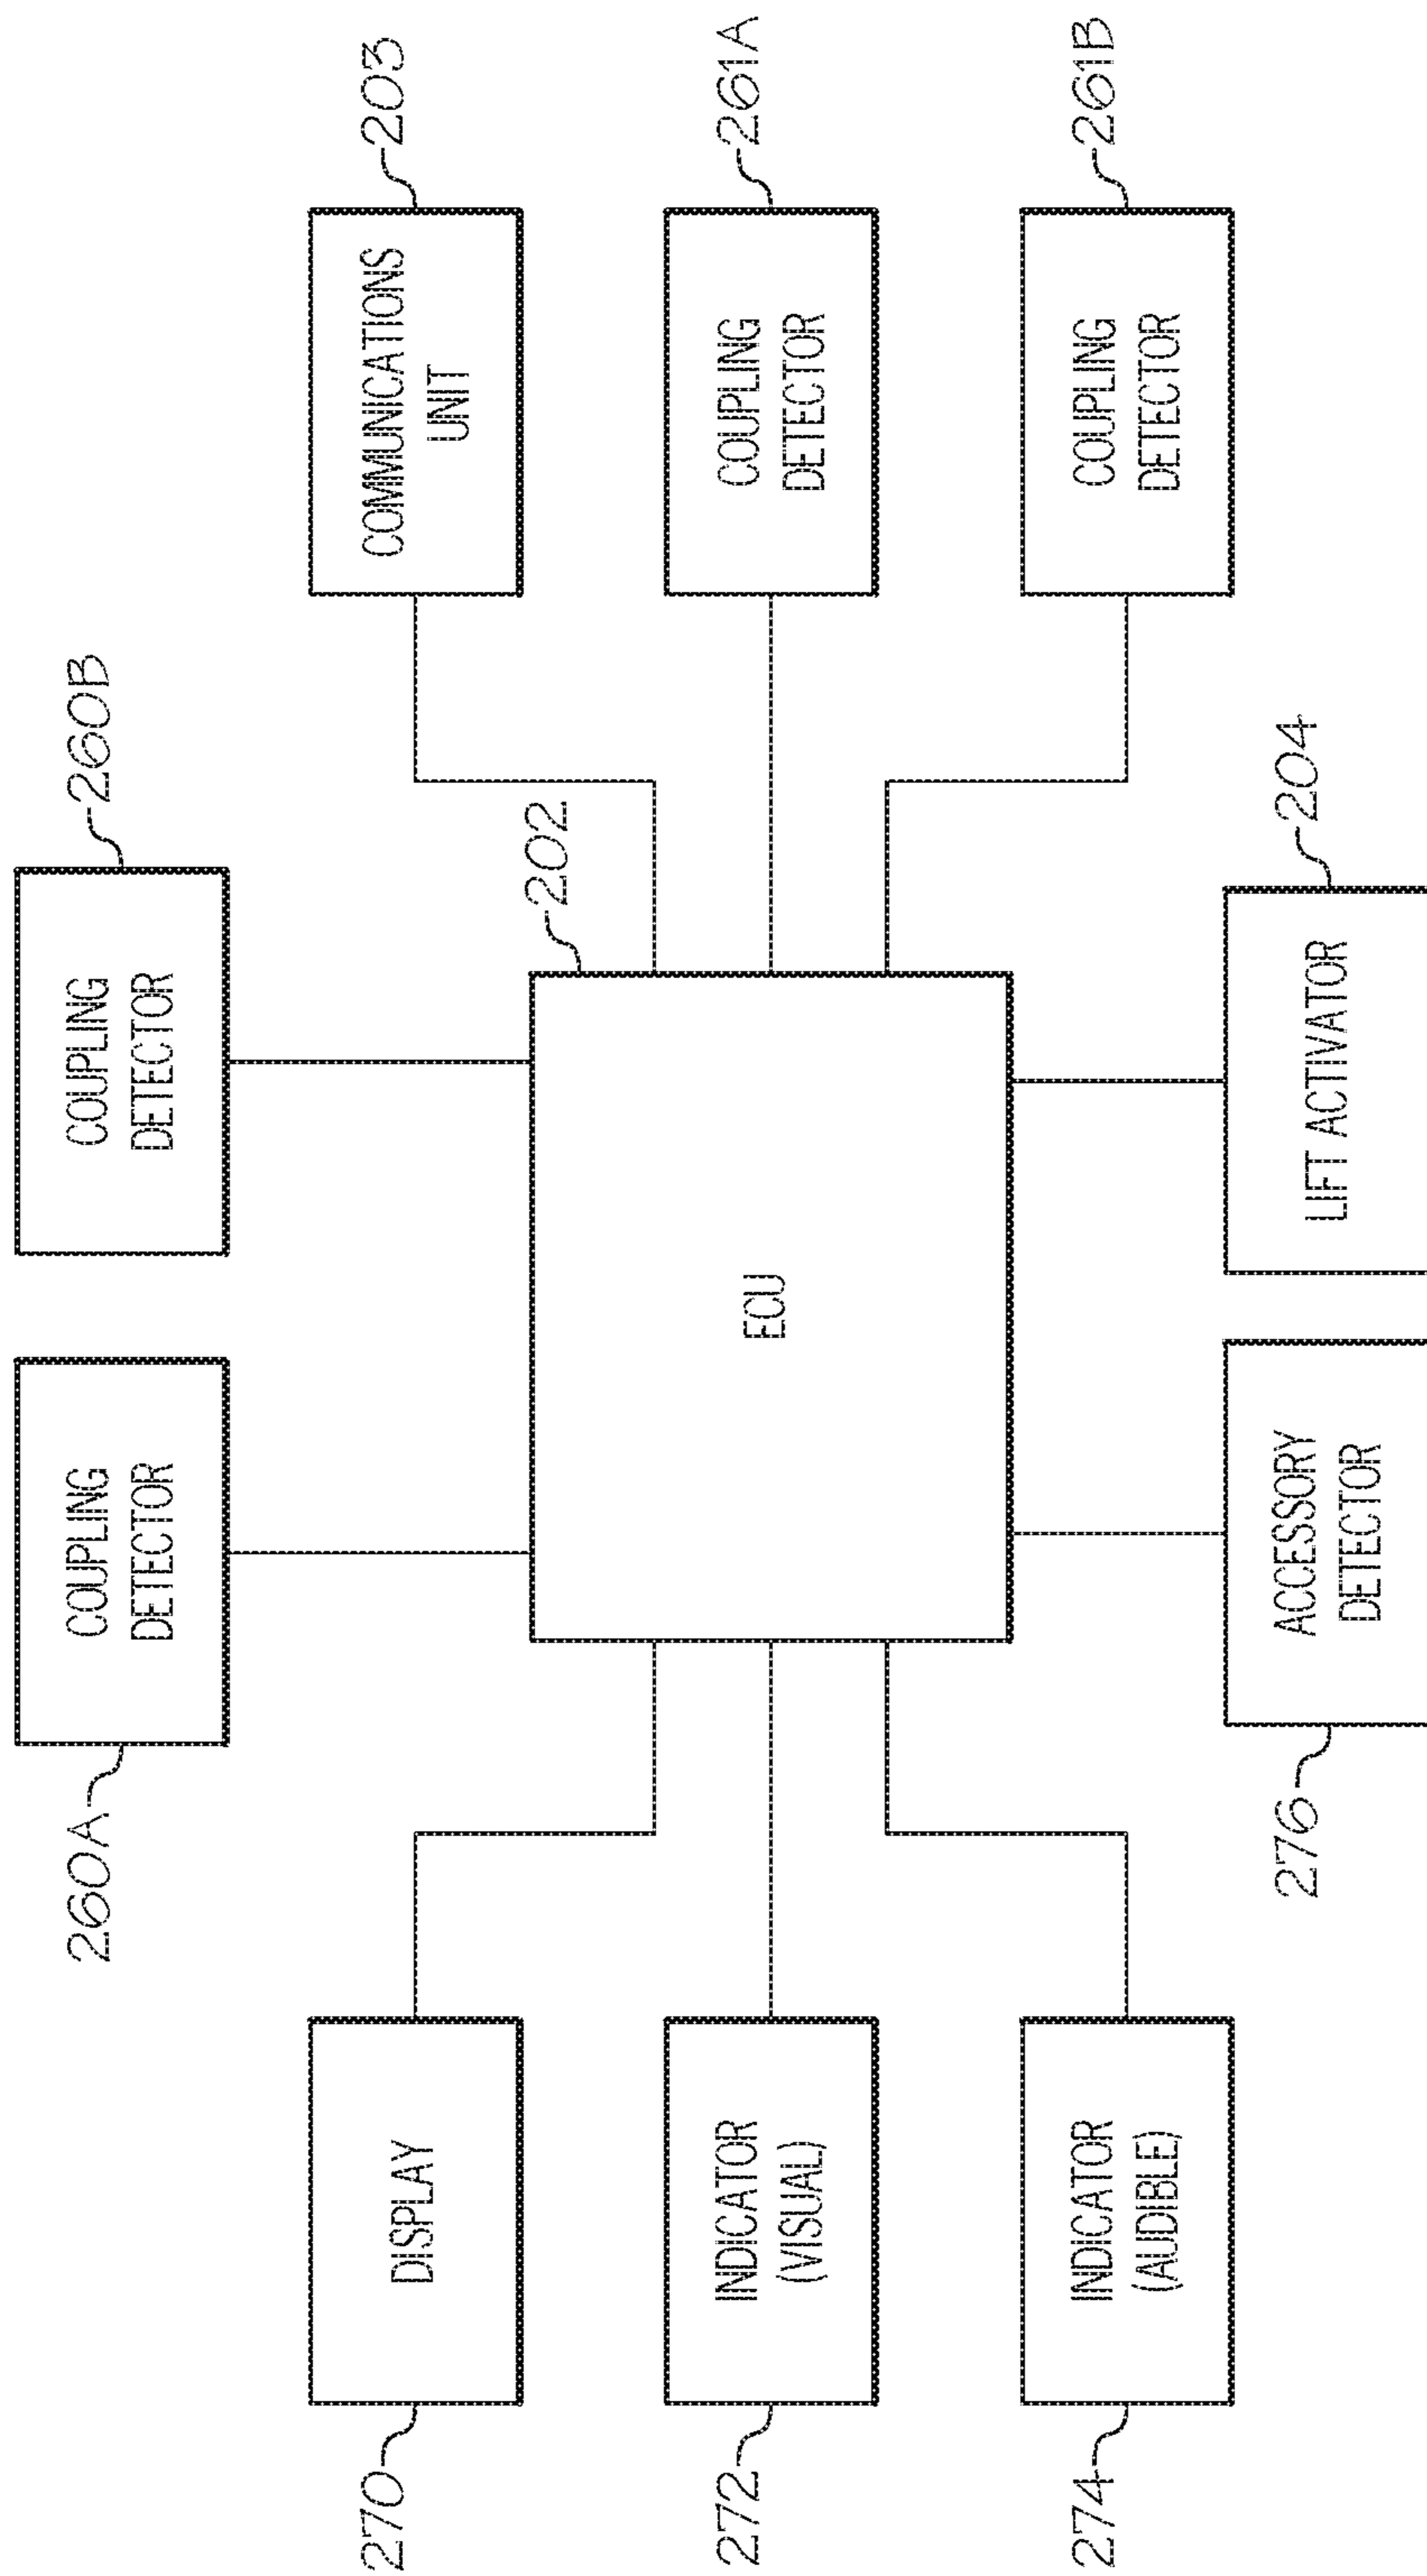 260A
COUPLING
DETECTOR
COUPLING
DETECTOR
260B
270
DISPLAY
COMMUNICATIONS
UNIT
203
202
272
INDICATOR
(VISUAL)
ECU
COUPLING
DETECTOR
261A
274
INDICATOR
(AUDIBLE)
COUPLING
DETECTOR
261B
276
ACCESSORY
DETECTOR
LIFT ACTIVATOR
204